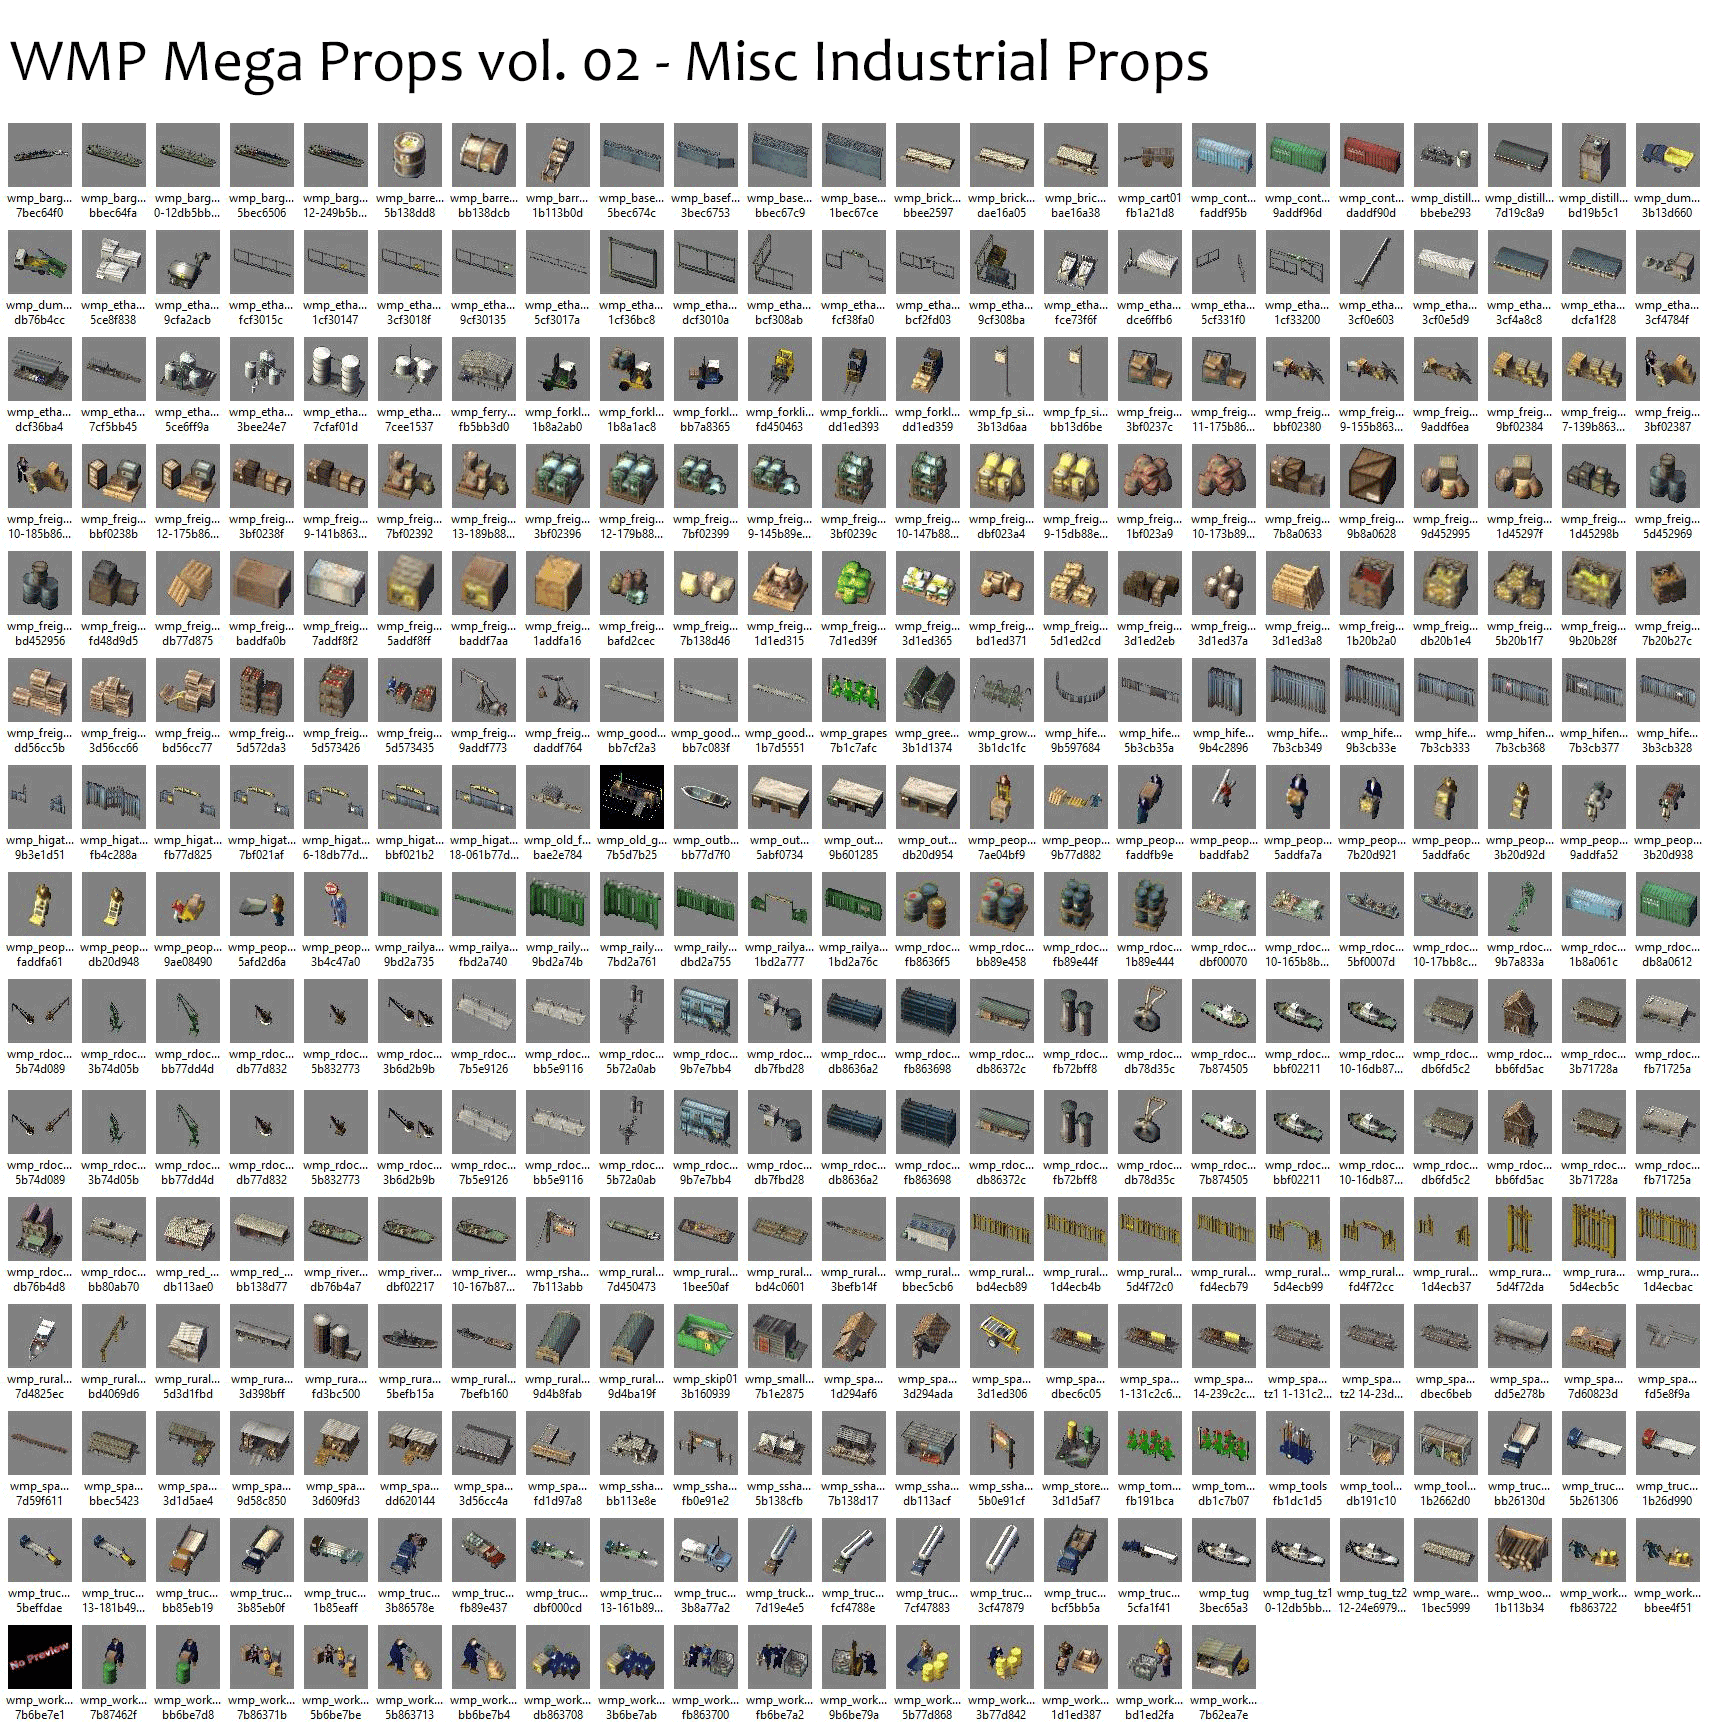 WMP Mega Props vol. 02 - Misc Industrial Props
wmp_barg... wmp_barg... wmp_barg... wmp_barg... wmp_barg... wmp_barre... wmp_barre... wmp_barr... wmp_base... wmp_basef... wmp_base... wmp_base... wmp_brick... wmp_brick... wmp_bric... wmp_cart01 wmp_cont... wmp_cont... wmp_cont... wmp_distill... wmp_distill... wmp_distill... wmp_dum...
7bec64f0 bbec64fa 0-12db5bb... 5bec6506 12-249b5b... 5b138dd8 bb138dcb 1b113b0d 5bec674c 3bec6753 bbec67c9 1bec67ce bbee2597 dae16a05 bae16a38 fb1a21d8 faddf95b 9addf96d daddf90d bbebe293 7d19c8a9 bd19b5c1 3b13d660
wmp_dum... wmp_etha... wmp_etha... wmp_etha... wmp_etha... wmp_etha... wmp_etha... wmp_etha... wmp_etha... wmp_etha... wmp_etha... wmp_etha... wmp_etha... wmp_etha... wmp_etha... wmp_etha... wmp_etha... wmp_etha... wmp_etha... wmp_etha... wmp_etha... wmp_etha... wmp_etha...
db76b4cc 5ce8f838 9cfa2acb fcf3015c 1cf30147 3cf3018f 9cf30135 5cf3017a 1cf36bc8 dcf3010a bcf308ab fcf38fa0 bcf2fd03 9cf308ba fce73f6f dce6ffb6 5cf331f0 1cf33200 3cf0e603 3cf0e5d9 3cf4a8c8 dcfa1f28 3cf4784f
wmp_etha... wmp_etha... wmp_etha... wmp_etha... wmp_etha... wmp_etha... wmp_ferry... wmp_forkl... wmp_forkl... wmp_forkl... wmp_forkli... wmp_forkli... wmp_forkl... wmp_fp_si... wmp_fp_si... wmp_freig... wmp_freig... wmp_freig... wmp_freig... wmp_freig... wmp_freig... wmp_freig... wmp_freig...
dcf36ba4 7cf5bb45 5ce6ff9a 3bee24e7 7cfaf01d 7cee1537 fb5bb3d0 1b8a2ab0 1b8a1ac8 bb7a8365 fd450463 dd1ed393 dd1ed359 3b13d6aa bb13d6be 3bf0237c 11-175b86... bbf02380 9-155b863... 9addf6ea 9bf02384 7-139b863... 3bf02387
wmp_freig... wmp_freig... wmp_freig... wmp_freig... wmp_freig... wmp_freig... wmp_freig... wmp_freig... wmp_freig... wmp_freig... wmp_freig... wmp_freig... wmp_freig... wmp_freig... wmp_freig... wmp_freig... wmp_freig... wmp_freig... wmp_freig... wmp_freig... wmp_freig... wmp_freig... wmp_freig...
10-185b86... bbf0238b 12-175b86... 3bf0238f 9-141b863... 7bf02392 13-189b88... 3bf02396 12-179b88... 7bf02399 9-145b89e... 3bf0239c 10-147b88... dbf023a4 9-15db88e... 1bf023a9 10-173b89... 7b8a0633 9b8a0628 9d452995 1d45297f 1d45298b 5d452969
wmp_freig... wmp_freig... wmp_freig... wmp_freig... wmp_freig... wmp_freig... wmp_freig... wmp_freig... wmp_freig... wmp_freig... wmp_freig... wmp_freig... wmp_freig... wmp_freig... wmp_freig... wmp_freig... wmp_freig... wmp_freig... wmp_freig... wmp_freig... wmp_freig... wmp_freig... wmp_freig...
bd452956 fd48d9d5 db77d875 baddfa0b 7addf8f2 5addf8ff baddf7aa 1addfa16 bafd2cec 7b138d46 1d1ed315 7d1ed39f 3d1ed365 bd1ed371 5d1ed2cd 3d1ed2eb 3d1ed37a 3d1ed3a8 1b20b2a0 db20b1e4 5b20b1f7 9b20b28f 7b20b27c
wmp_freig... wmp_freig... wmp_freig... wmp_freig... wmp_freig... wmp_freig... wmp_freig... wmp_freig... wmp_good... wmp_good... wmp_good... wmp_grapes wmp_gree... wmp_grow... wmp_hife... wmp_hife... wmp_hife... wmp_hife... wmp_hife... wmp_hife... wmp_hifen... wmp_hifen... wmp_hife...
dd56cc5b 3d56cc66 bd56cc77 5d572da3 5d573426 5d573435 9addf773 daddf764 bb7cf2a3 bb7c083f 1b7d5551 7b1c7afc 3b1d1374 3b1dc1fc 9b597684 5b3cb35a 9b4c2896 7b3cb349 9b3cb33e 7b3cb333 7b3cb368 7b3cb377 3b3cb328
wmp_higat... wmp_higat... wmp_higat... wmp_higat... wmp_higat... wmp_higat... wmp_higat... wmp_old_f... wmp_old_g... wmp_outb... wmp_out... wmp_out... wmp_out... wmp_peop... wmp_peop... wmp_peop... wmp_peop... wmp_peop... wmp_peop... wmp_peop... wmp_peop... wmp_peop... wmp_peop...
9b3e1d51 fb4c288a fb77d825 7bf021af 6-18db77d... bbf021b2 18-061b77d... bae2e784 7b5d7b25 bb77d7f0 5abf0734 9b601285 db20d954 7ae04bf9 9b77d882 faddfb9e baddfab2 5addfa7a 7b20d921 5addfa6c 3b20d92d 9addfa52 3b20d938
wmp_peop... wmp_peop... wmp_peop... wmp_peop... wmp_peop... wmp_railya... wmp_railya... wmp_raily... wmp_raily... wmp_raily... wmp_railya... wmp_railya... wmp_rdoc... wmp_rdoc... wmp_rdoc... wmp_rdoc... wmp_rdoc... wmp_rdoc... wmp_rdoc... wmp_rdoc... wmp_rdoc... wmp_rdoc... wmp_rdoc...
faddfa61 db20d948 9ae08490 5afd2d6a 3b4c47a0 9bd2a735 fbd2a740 9bd2a74b 7bd2a761 dbd2a755 1bd2a777 1bd2a76c fb8636f5 bb89e458 fb89e44f 1b89e444 dbf00070 10-165b8b... 5bf0007d 10-17bb8c... 9b7a833a 1b8a061c db8a0612
wmp_rdoc... wmp_rdoc... wmp_rdoc... wmp_rdoc... wmp_rdoc... wmp_rdoc... wmp_rdoc... wmp_rdoc... wmp_rdoc... wmp_rdoc... wmp_rdoc... wmp_rdoc... wmp_rdoc... wmp_rdoc... wmp_rdoc... wmp_rdoc... wmp_rdoc... wmp_rdoc... wmp_rdoc... wmp_rdoc... wmp_rdoc... wmp_rdoc... wmp_rdoc...
5b74d089 3b74d05b bb77dd4d db77d832 5b832773 3b6d2b9b 7b5e9126 bb5e9116 5b72a0ab 9b7e7bb4 db7fbd28 db8636a2 fb863698 db86372c fb72bff8 db78d35c 7b874505 bbf02211 10-16db87... db6fd5c2 bb6fd5ac 3b71728a fb71725a
wmp_rdoc... wmp_rdoc... wmp_rdoc... wmp_rdoc... wmp_rdoc... wmp_rdoc... wmp_rdoc... wmp_rdoc... wmp_rdoc... wmp_rdoc... wmp_rdoc... wmp_rdoc... wmp_rdoc... wmp_rdoc... wmp_rdoc... wmp_rdoc... wmp_rdoc... wmp_rdoc... wmp_rdoc... wmp_rdoc... wmp_rdoc... wmp_rdoc... wmp_rdoc...
5b74d089 3b74d05b bb77dd4d db77d832 5b832773 3b6d2b9b 7b5e9126 bb5e9116 5b72a0ab 9b7e7bb4 db7fbd28 db8636a2 fb863698 db86372c fb72bff8 db78d35c 7b874505 bbf02211 10-16db87... db6fd5c2 bb6fd5ac 3b71728a fb71725a
wmp_rdoc... wmp_rdoc... wmp_red_... wmp_red_... wmp_river... wmp_river... wmp_river... wmp_rsha... wmp_rural... wmp_rural... wmp_rural... wmp_rural... wmp_rural... wmp_rural... wmp_rural... wmp_rural... wmp_rural... wmp_rural... wmp_rural... wmp_rural... wmp_rura... wmp_rura... wmp_rura...
db76b4d8 bb80ab70 db113ae0 bb138d77 db76b4a7 dbf02217 10-167b87... 7b113abb 7d450473 1bee50af bd4c0601 3befb14f bbec5cb6 bd4ecb89 1d4ecb4b 5d4f72c0 fd4ecb79 5d4ecb99 fd4f72cc 1d4ecb37 5d4f72da 5d4ecb5c 1d4ecbac
wmp_rural... wmp_rural... wmp_rural... wmp_rura... wmp_rura... wmp_rura... wmp_rural... wmp_rural... wmp_rural... wmp_skip01 wmp_small... wmp_spa... wmp_spa... wmp_spa... wmp_spa... wmp_spa... wmp_spa... wmp_spa... wmp_spa... wmp_spa... wmp_spa... wmp_spa... wmp_spa...
7d4825ec bd4069d6 5d3d1fbd 3d398bff fd3bc500 5befb15a 7befb160 9d4b8fab 9d4ba19f 3b160939 7b1e2875 1d294af6 3d294ada 3d1ed306 dbec6c05 1-131c2c6... 14-239c2c... tz1 1-131c2... tz2 14-23d... dbec6beb dd5e278b 7d60823d fd5e8f9a
wmp_spa... wmp_spa... wmp_spa... wmp_spa... wmp_spa... wmp_spa... wmp_spa... wmp_spa... wmp_ssha... wmp_ssha... wmp_ssha... wmp_ssha... wmp_ssha... wmp_ssha... wmp_store... wmp_tom... wmp_tom... wmp_tools wmp_tool... wmp_tool... wmp_truc... wmp_truc... wmp_truc...
7d59f611 bbec5423 3d1d5ae4 9d58c850 3d609fd3 dd620144 3d56cc4a fd1d97a8 bb113e8e fb0e91e2 5b138cfb 7b138d17 db113acf 5b0e91cf 3d1d5af7 fb191bca db1c7b07 fb1dc1d5 db191c10 1b2662d0 bb26130d 5b261306 1b26d990
wmp_truc... wmp_truc... wmp_truc... wmp_truc... wmp_truc... wmp_truc... wmp_truc... wmp_truc... wmp_truc... wmp_truc... wmp_truck... wmp_truc... wmp_truc... wmp_truc... wmp_truc... wmp_truc... wmp_tug wmp_tug_tz1 wmp_tug_tz2 wmp_ware... wmp_woo... wmp_work... wmp_work...
5beffdae 13-181b49... bb85eb19 3b85eb0f 1b85eaff 3b86578e fb89e437 dbf000cd 13-161b89... 3b8a77a2 7d19e4e5 fcf4788e 7cf47883 3cf47879 bcf5bb5a 5cfa1f41 3bec65a3 0-12db5bb... 12-24e6979... 1bec5999 1b113b34 fb863722 bbee4f51
No Preview
wmp_work... wmp_work... wmp_work... wmp_work... wmp_work... wmp_work... wmp_work... wmp_work... wmp_work... wmp_work... wmp_work... wmp_work... wmp_work... wmp_work... wmp_work... wmp_work... wmp_work...
7b6be7e1 7b87462f bb6be7d8 7b86371b 5b6be7be 5b863713 bb6be7b4 db863708 3b6be7ab fb863700 fb6be7a2 9b6be79a 5b77d868 3b77d842 1d1ed387 bd1ed2fa 7b62ea7e